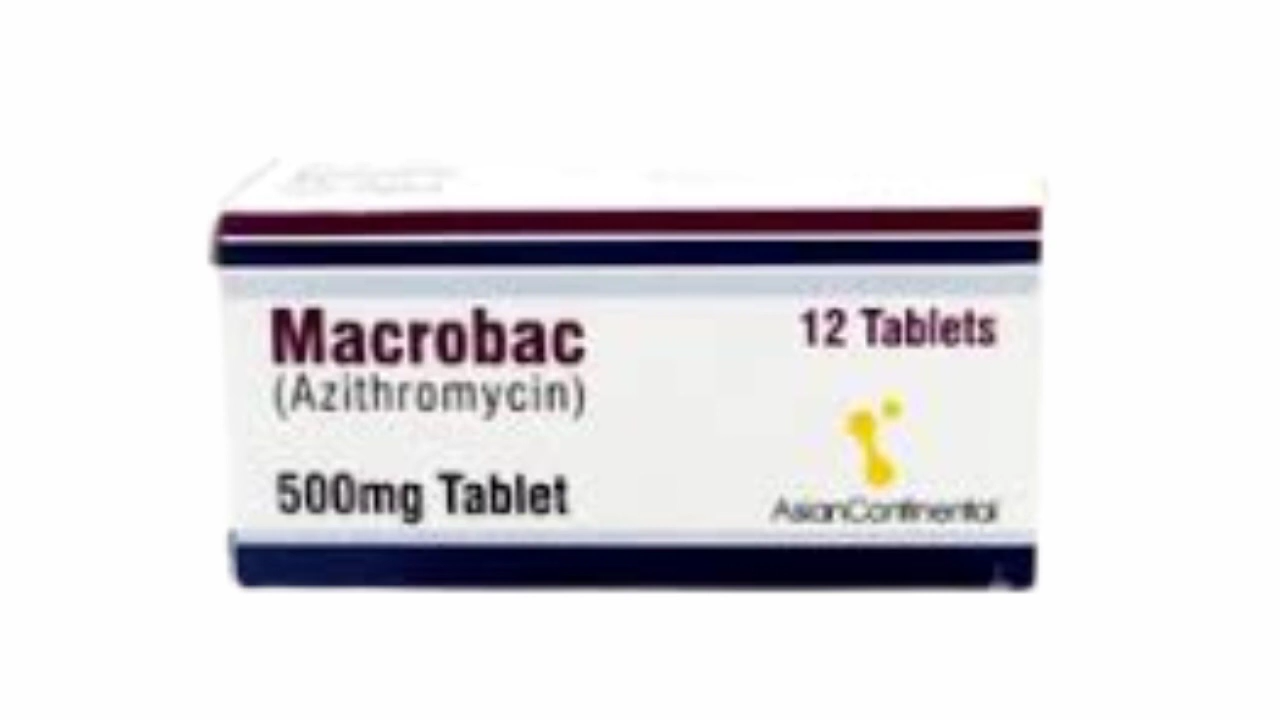 Macrobac
(Azithromycin)
500mg Tablet
12 Tablets
AsianContinental